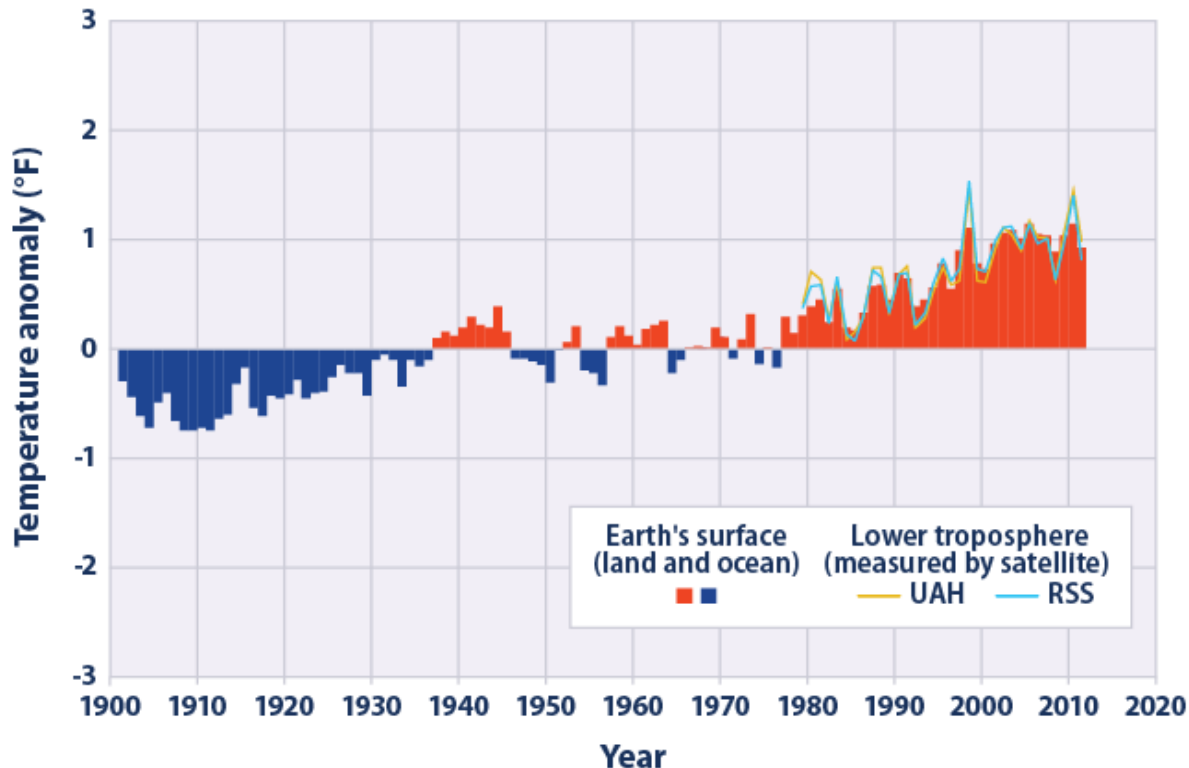 Temperature anomaly (°F)
3
2
1
0
-1
-2
-3
Earth's surface
(land and ocean)
Lower troposphere
(measured by satellite)
UAH
RSS
1900 1910 1920 1930 1940 1950 1960 1970 1980 1990 2000 2010 2020
Year